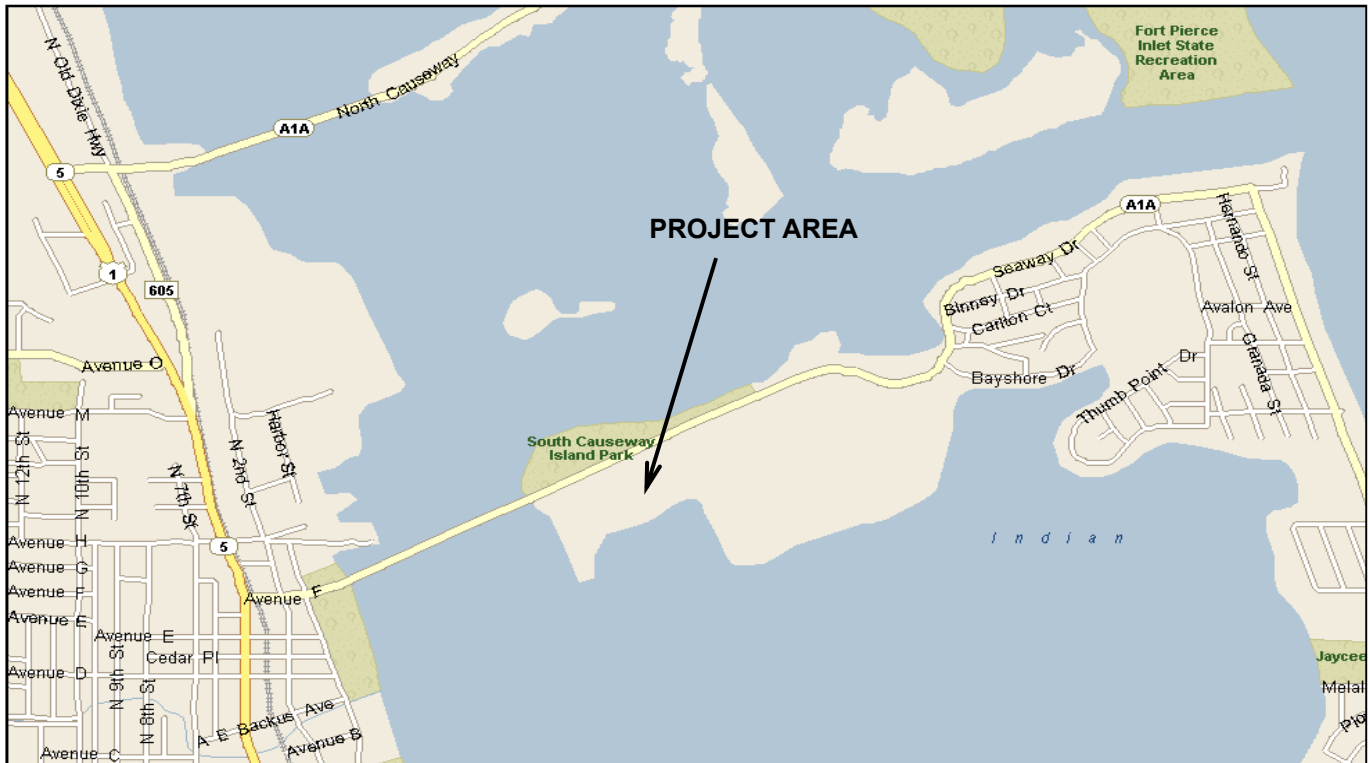 Fort Pierce
Inlet State
Recreation
Area
N Old Dixie Hwy
North Causeway
A1A
5
PROJECT AREA
A1A
Hernando St
Seaway Dr
1
605
Binney Dr
Carlton Ct
Avalon Ave
Granada St
Avenue O
Bayshore Dr
Thumb Point Dr
Avenue M
Harbor St
South Causeway
Island Park
N 12th St
N 10th St
N 7th St
N 2nd St
Indian
Avenue H
5
Avenue G
Avenue F
Avenue F
Avenue E
Avenue E
Cedar Pl
Jaycee
Avenue D
N 9th St
N 8th St
Melal
A E Backus Ave
Avenue B
Avenue C